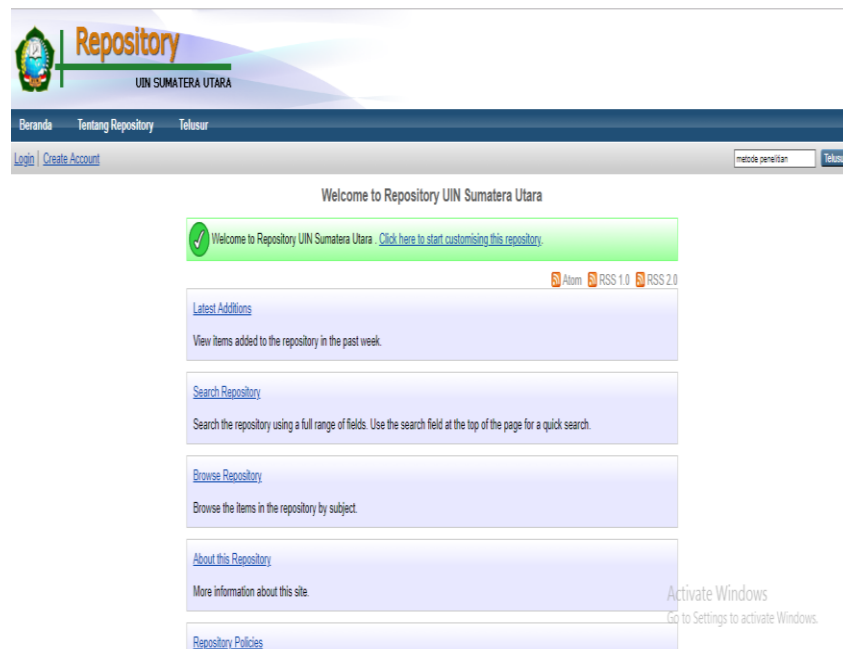 Repository
UIN SUMATERA UTARA
Beranda Tentang Repository Telusur
Login | Create Account
metode penelitian Telusu
Welcome to Repository UIN Sumatera Utara
Welcome to Repository UIN Sumatera Utara . Click here to start customising this repository.
Atom RSS 1.0 RSS 2.0
Latest Additions
View items added to the repository in the past week.
Search Repository
Search the repository using a full range of fields. Use the search field at the top of the page for a quick search.
Browse Repository
Browse the items in the repository by subject.
About this Repository
More information about this site.
Activate Windows
Go to Settings to activate Windows.
Repository Policies